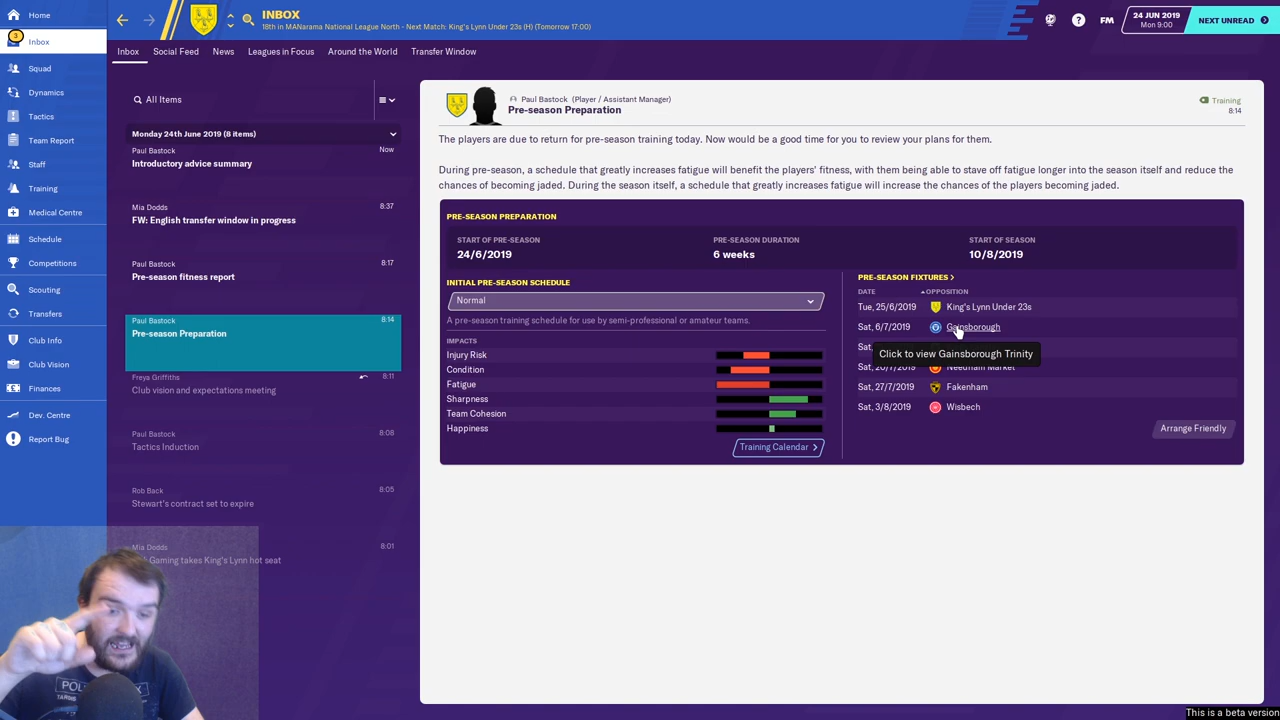 Home
3
Inbox
Squad
Dynamics
Tactics
Team Report
Staff
Training
Medical Centre
Schedule
Competitions
Scouting
Transfers
Club Info
Club Vision
Finances
Dev. Centre
Report Bug
INBOX
18th in MANarama National League North - Next Match: King's Lynn Under 23s (H) (Tomorrow 17:00)
FM
24 JUN 2019
Mon 9:00
NEXT UNREAD
Inbox Social Feed News Leagues in Focus Around the World Transfer Window
All Items
Monday 24th June 2019 (8 items)
Paul Bastock Now
Introductory advice summary
Mia Dodds 8:37
FW: English transfer window in progress
Paul Bastock 8:17
Pre-season fitness report
Paul Bastock 8:14
Pre-season Preparation
Freya Griffiths 8:11
Club vision and expectations meeting
Paul Bastock 8:08
Tactics Induction
Rob Back 8:05
Stewart's contract set to expire
Mia Dodds 8:01
Gaming takes King's Lynn hot seat
Paul Bastock (Player / Assistant Manager)
Pre-season Preparation
Training
8:14
The players are due to return for pre-season training today. Now would be a good time for you to review your plans for them.
During pre-season, a schedule that greatly increases fatigue will benefit the players' fitness, with them being able to stave off fatigue longer into the season itself and reduce the
chances of becoming jaded. During the season itself, a schedule that greatly increases fatigue will increase the chances of the players becoming jaded.
PRE-SEASON PREPARATION
START OF PRE-SEASON PRE-SEASON DURATION START OF SEASON
24/6/2019 6 weeks 10/8/2019
INITIAL PRE-SEASON SCHEDULE
Normal
A pre-season training schedule for use by semi-professional or amateur teams.
IMPACTS
Injury Risk
Condition
Fatigue
Sharpness
Team Cohesion
Happiness
Training Calendar
PRE-SEASON FIXTURES
DATE OPPOSITION
Tue, 25/6/2019 King's Lynn Under 23s
Sat, 6/7/2019 Gainsborough
Sat,
Click to view Gainsborough Trinity
Sat, 20/7/2019 Needham Market
Sat, 27/7/2019 Fakenham
Sat, 3/8/2019 Wisbech
Arrange Friendly
This is a beta version